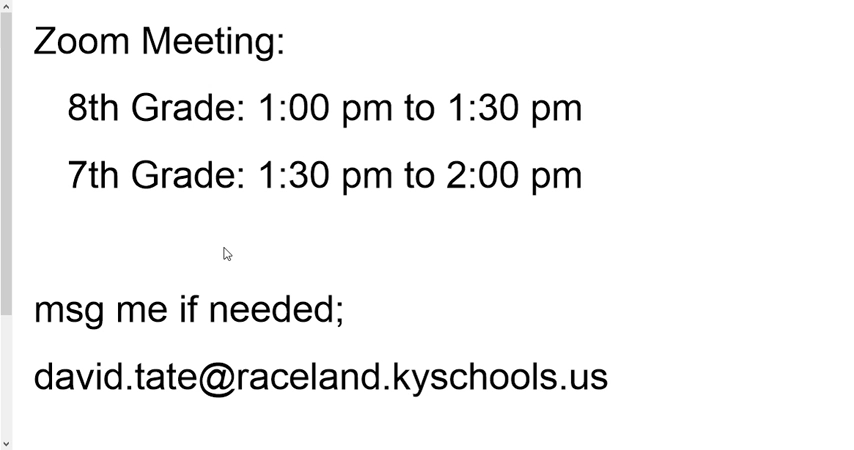 Zoom Meeting:
8th Grade: 1:00 pm to 1:30 pm
7th Grade: 1:30 pm to 2:00 pm
msg me if needed;
david.tate@raceland.kyschools.us